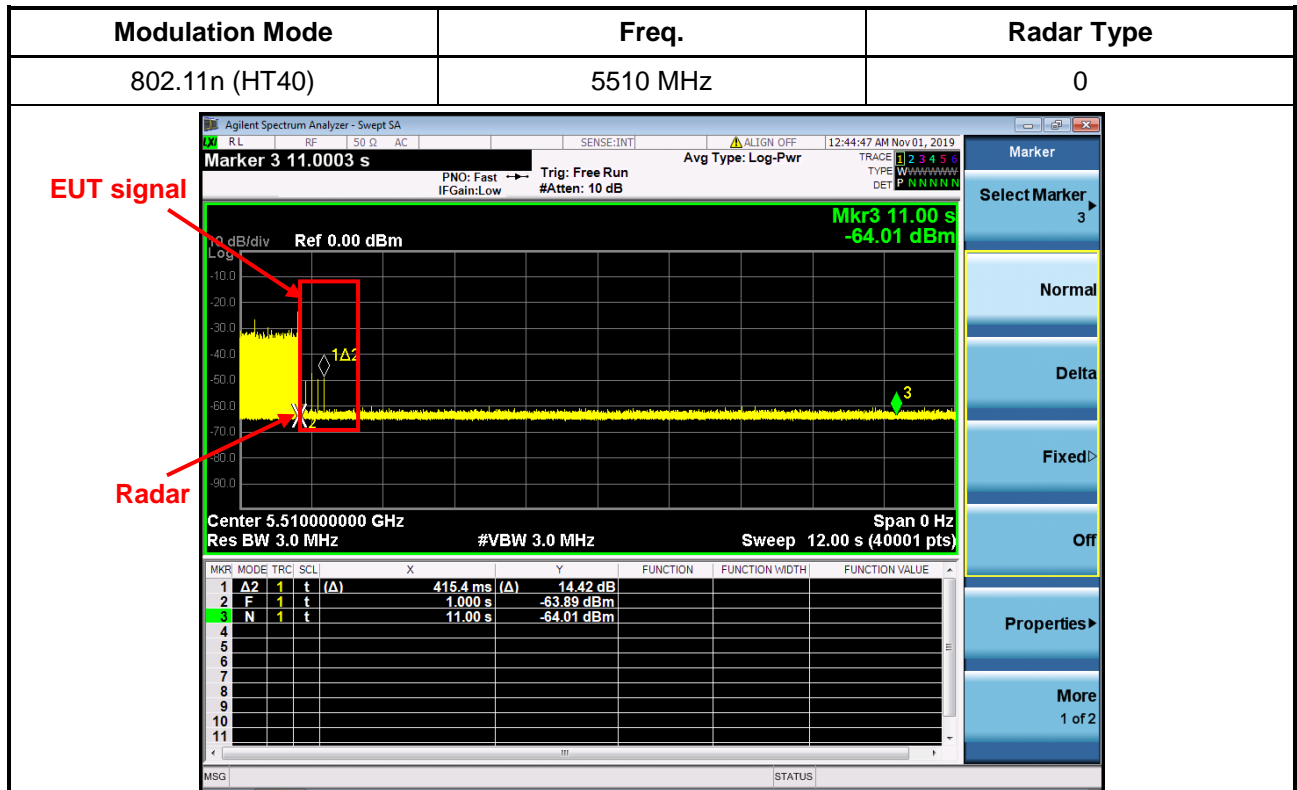 Modulation Mode Freq. Radar Type
802.11n (HT40) 5510 MHz 0
Agilent Spectrum Analyzer - Swept SA
LXI RL RF 50 Ω AC SENSE:INT ALIGN OFF 12:44:47 AM Nov 01, 2019
Marker 3 11.0003 s
PNO: Fast
IFGain:Low
Trig: Free Run
#Atten: 10 dB
Avg Type: Log-Pwr
TRACE 1 2 3 4 5 6
TYPE WWWWWWW
DET P N N N N N
EUT signal
Mkr3 11.00 s
-64.01 dBm
10 dB/div Ref 0.00 dBm
Log
-10.0
-20.0
-30.0
-40.0
-50.0
-60.0
-70.0
-80.0
-90.0
1Δ2
2
3
Radar
Center 5.510000000 GHz Span 0 Hz
Res BW 3.0 MHz #VBW 3.0 MHz Sweep 12.00 s (40001 pts)
MKR MODE TRC SCL X Y FUNCTION FUNCTION WIDTH FUNCTION VALUE
1 Δ2 1 t (Δ) 415.4 ms (Δ) 14.42 dB
2 F 1 t 1.000 s -63.89 dBm
3 N 1 t 11.00 s -64.01 dBm
4
5
6
7
8
9
10
11
MSG STATUS
Marker
Select Marker
3
Normal
Delta
Fixed
Off
Properties
More
1 of 2